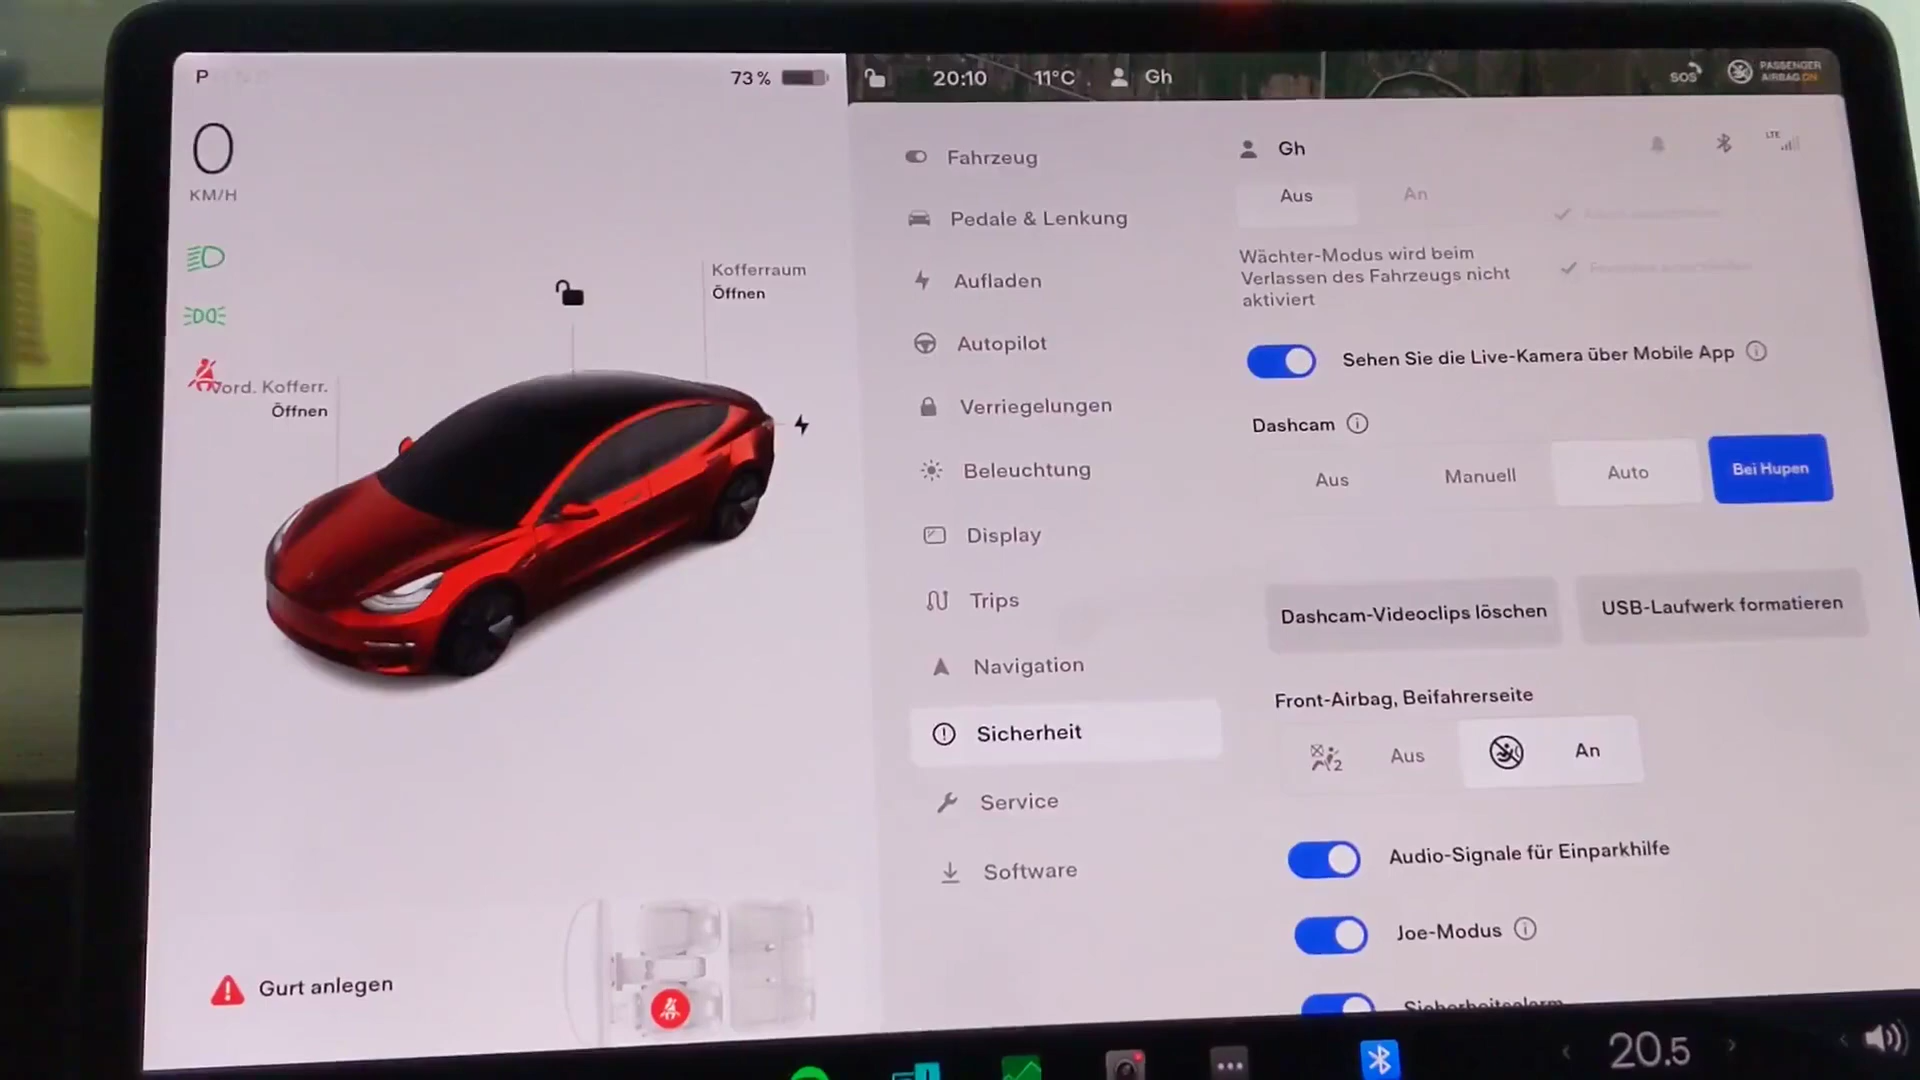 P
73 %
20:10
11°C
Gh
SOS
PASSENGER
AIRBAG ON
0
KM/H
Kofferraum
Öffnen
Vord. Kofferr.
Öffnen
Gurt anlegen
Fahrzeug
Pedale & Lenkung
Aufladen
Autopilot
Verriegelungen
Beleuchtung
Display
Trips
Navigation
Sicherheit
Service
Software
Gh
LTE
Aus An
Wächter-Modus wird beim
Verlassen des Fahrzeugs nicht
aktiviert
Sehen Sie die Live-Kamera über Mobile App
Dashcam
Aus Manuell Auto Bei Hupen
Dashcam-Videoclips löschen USB-Laufwerk formatieren
Front-Airbag, Beifahrerseite
2 Aus An
Audio-Signale für Einparkhilfe
Joe-Modus
Sicherheitsalarm
20.5